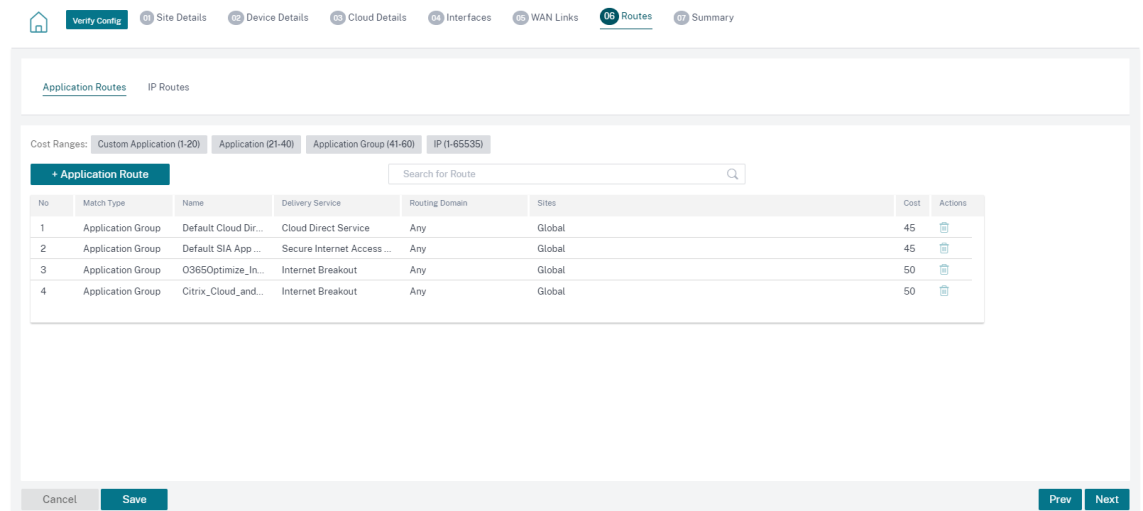 Verify Config 01 Site Details 02 Device Details 03 Cloud Details 04 Interfaces 05 WAN Links 06 Routes 07 Summary
Application Routes IP Routes
Cost Ranges: Custom Application (1-20) Application (21-40) Application Group (41-60) IP (1-65535)
+ Application Route Search for Route
No Match Type Name Delivery Service Routing Domain Sites Cost Actions
1 Application Group Default Cloud Dir... Cloud Direct Service Any Global 45
2 Application Group Default SIA App ... Secure Internet Access ... Any Global 45
3 Application Group O365Optimize_In... Internet Breakout Any Global 50
4 Application Group Citrix_Cloud_and... Internet Breakout Any Global 50
Cancel Save Prev Next